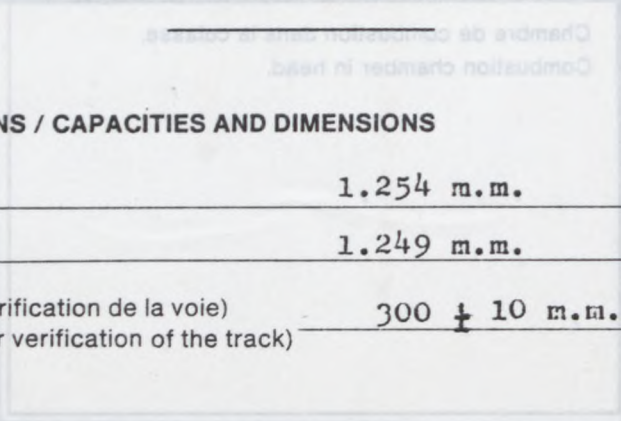 Chambre de combustion dans la culasse.
Combustion chamber in head.
NS / CAPACITIES AND DIMENSIONS
1.254 m.m.
1.249 m.m.
rification de la voie)
r verification of the track)
300 ± 10 m.m.